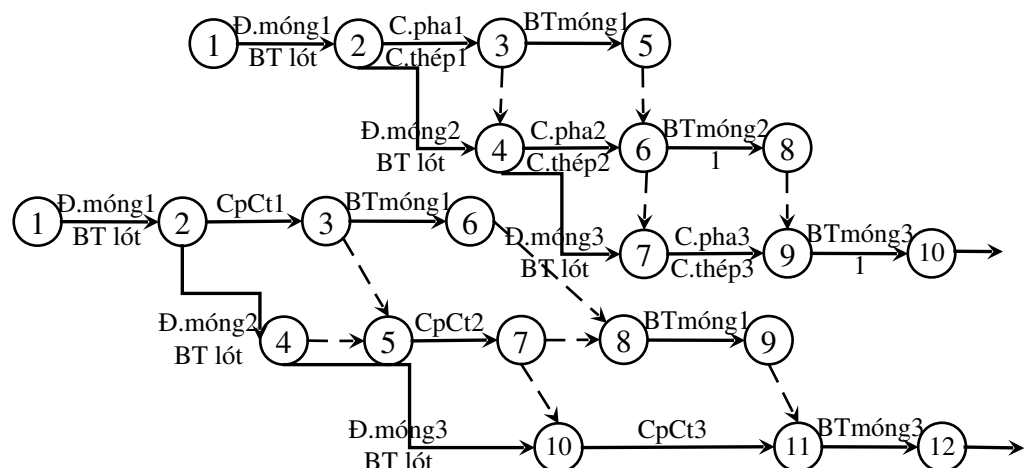 Đ.móng1 C.pha1 BTmóng1
1 2 3 5
BT lót C.thép1
Đ.móng2 C.pha2 BTmóng2
4 6 8
BT lót C.thép2 1
Đ.móng1 CpCt1 BTmóng1
1 2 3 6
BT lót
Đ.móng3 C.pha3 BTmóng3
7 9 10
BT lót C.thép3 1
Đ.móng2 CpCt2 BTmóng1
4 5 7 8 9
BT lót
Đ.móng3 CpCt3 BTmóng3
10 11 12
BT lót